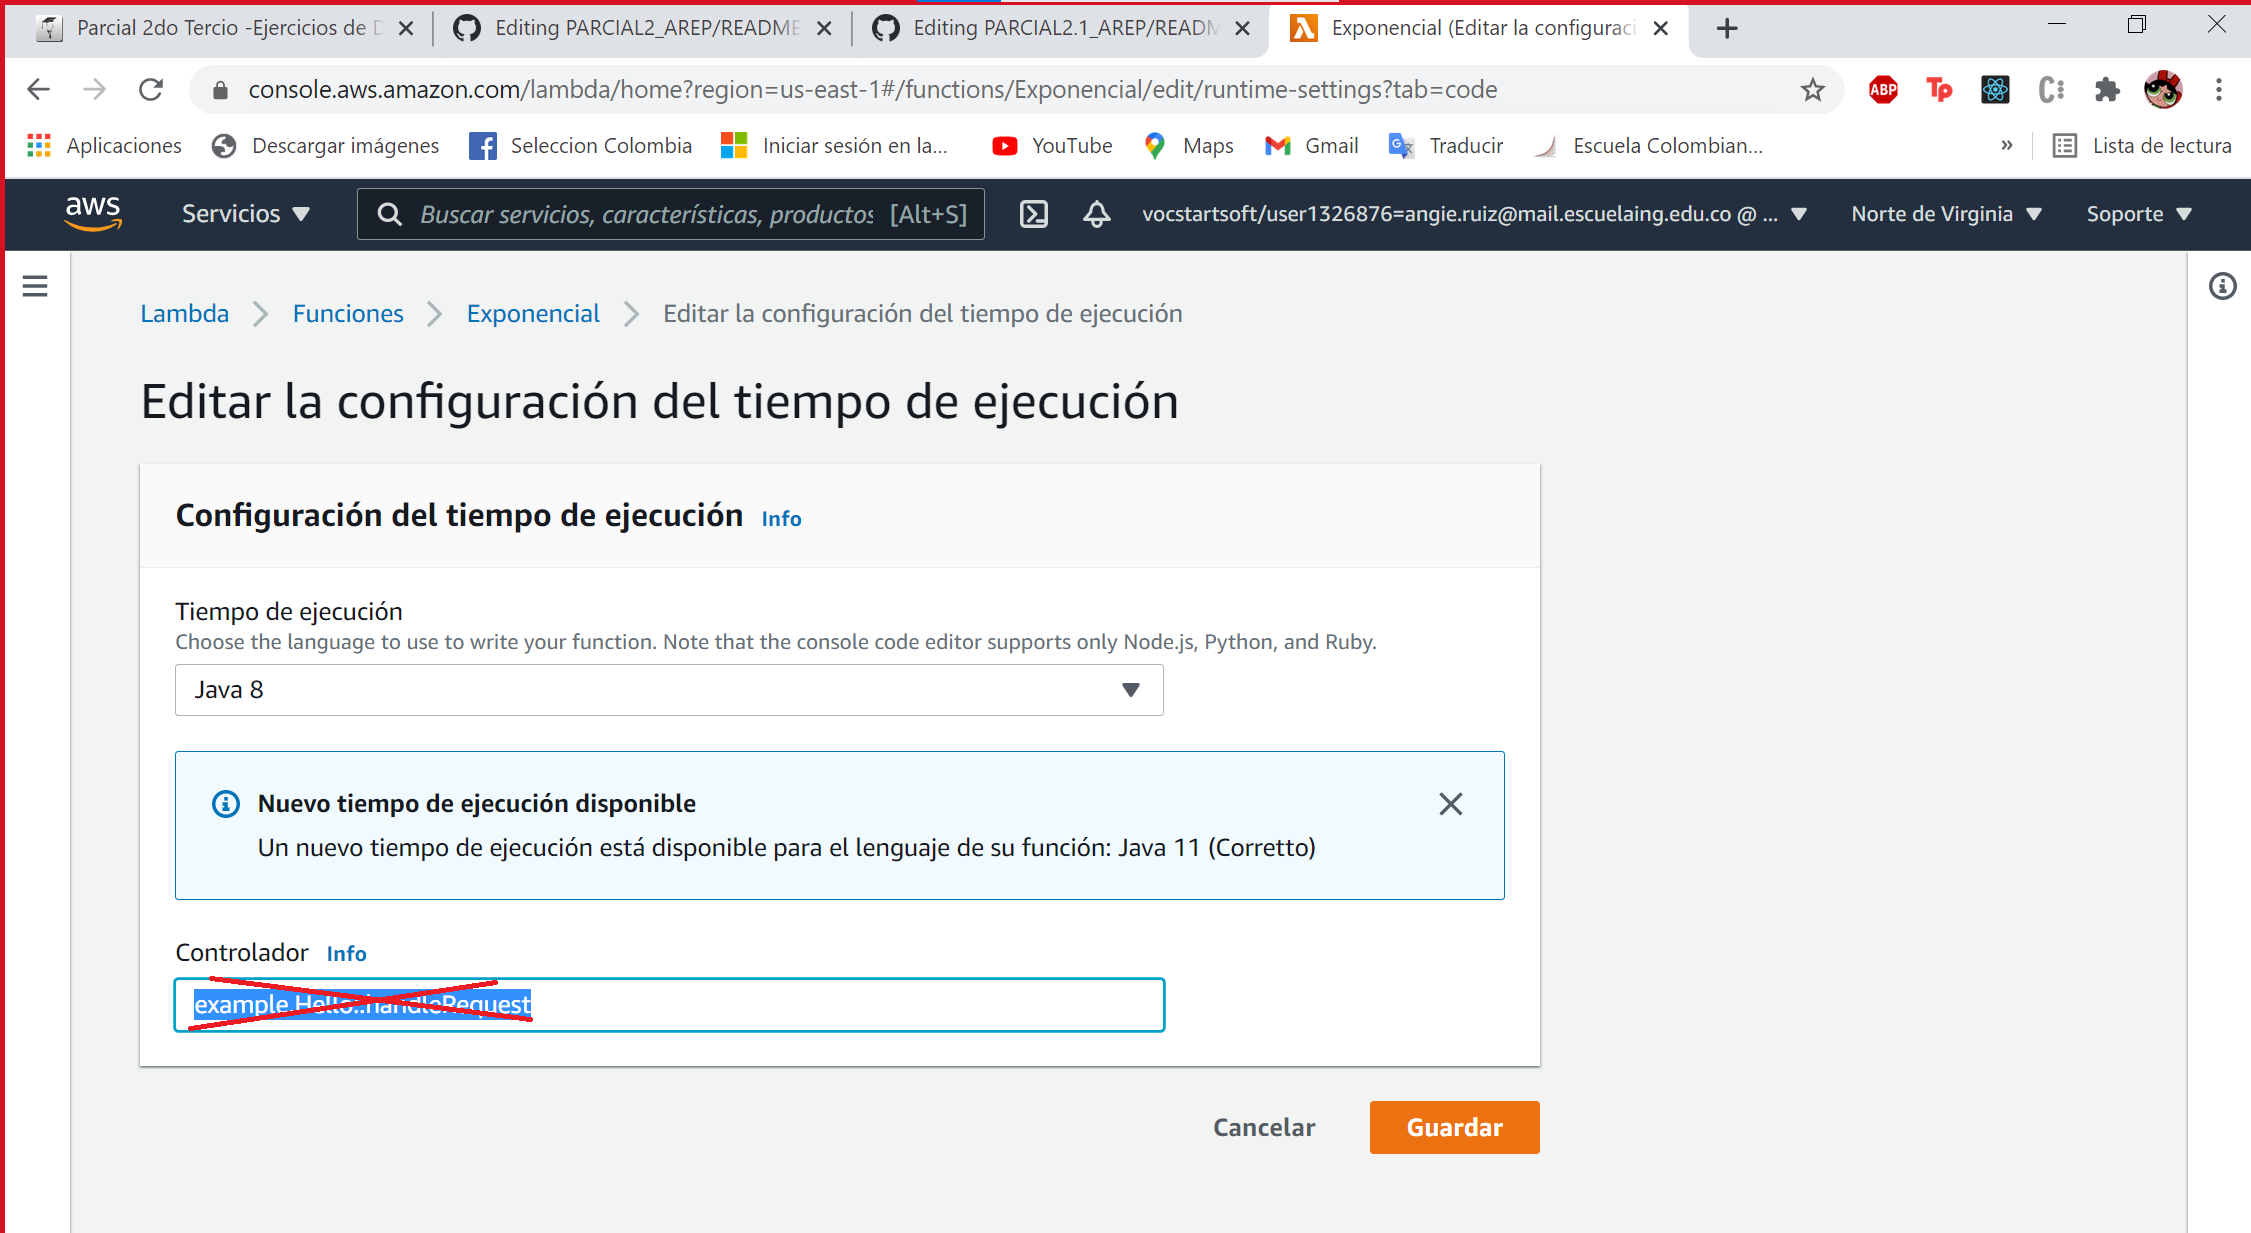 Parcial 2do Tercio -Ejercicios de D
Editing PARCIAL2_AREP/README
Editing PARCIAL2.1_AREP/READM
Exponencial (Editar la configuraci
console.aws.amazon.com/lambda/home?region=us-east-1#/functions/Exponencial/edit/runtime-settings?tab=code
ABP
Tp
Aplicaciones
Descargar imágenes
Seleccion Colombia
Iniciar sesión en la...
YouTube
Maps
Gmail
Traducir
Escuela Colombian...
»
Lista de lectura
aws
Servicios
Buscar servicios, características, productos
[Alt+S]
vocstartsoft/user1326876=angie.ruiz@mail.escuelaing.edu.co @ ...
Norte de Virginia
Soporte
Lambda
Funciones
Exponencial
Editar la configuración del tiempo de ejecución
Editar la configuración del tiempo de ejecución
Configuración del tiempo de ejecución Info
Tiempo de ejecución
Choose the language to use to write your function. Note that the console code editor supports only Node.js, Python, and Ruby.
Java 8
Nuevo tiempo de ejecución disponible
Un nuevo tiempo de ejecución está disponible para el lenguaje de su función: Java 11 (Corretto)
Controlador Info
example.Hello::handleRequest
Cancelar
Guardar